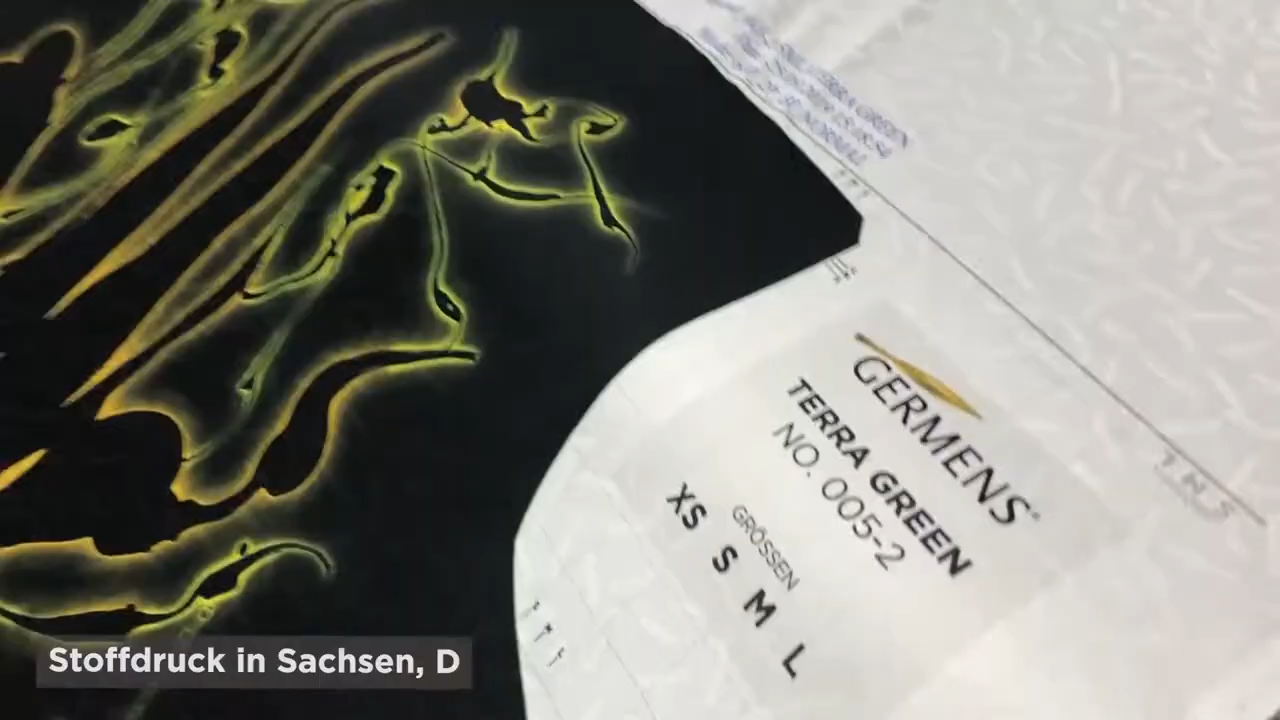 GERMENS®
TERRA GREEN
NO. 005-2
GRÖSSEN
XS S M L
Stoffdruck in Sachsen, D